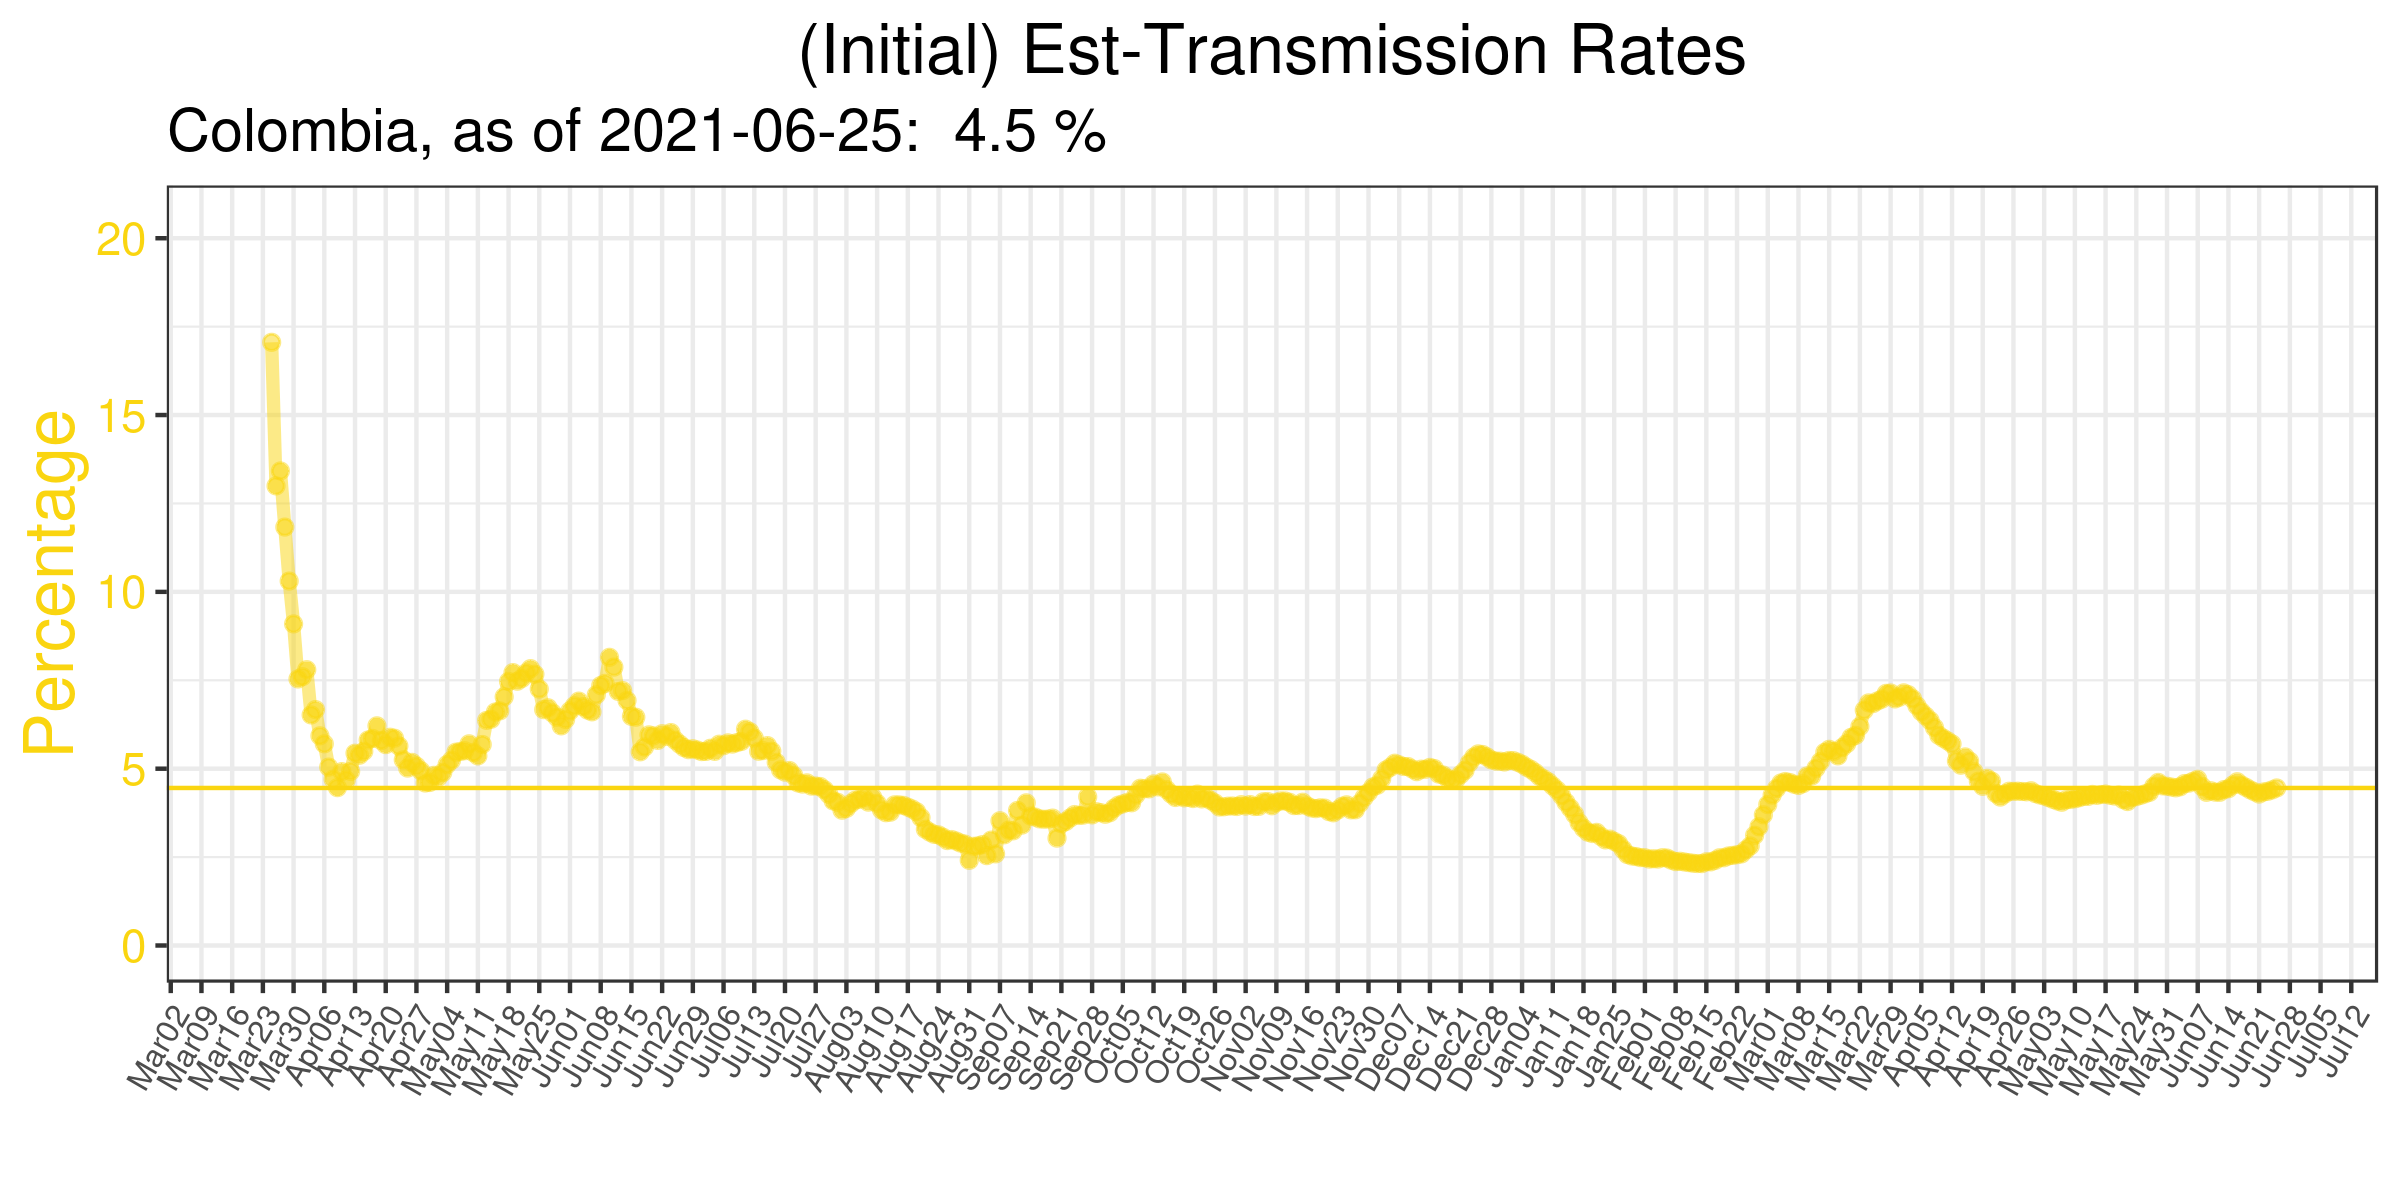 (Initial) Est-Transmission Rates
Colombia, as of 2021-06-25:  4.5 %
Percentage
20
15
10
5
0
Mar02
Mar09
Mar16
Mar23
Mar30
Apr06
Apr13
Apr20
Apr27
May04
May11
May18
May25
Jun01
Jun08
Jun15
Jun22
Jun29
Jul06
Jul13
Jul20
Jul27
Aug03
Aug10
Aug17
Aug24
Aug31
Sep07
Sep14
Sep21
Sep28
Oct05
Oct12
Oct19
Oct26
Nov02
Nov09
Nov16
Nov23
Nov30
Dec07
Dec14
Dec21
Dec28
Jan04
Jan11
Jan18
Jan25
Feb01
Feb08
Feb15
Feb22
Mar01
Mar08
Mar15
Mar22
Mar29
Apr05
Apr12
Apr19
Apr26
May03
May10
May17
May24
May31
Jun07
Jun14
Jun21
Jun28
Jul05
Jul12